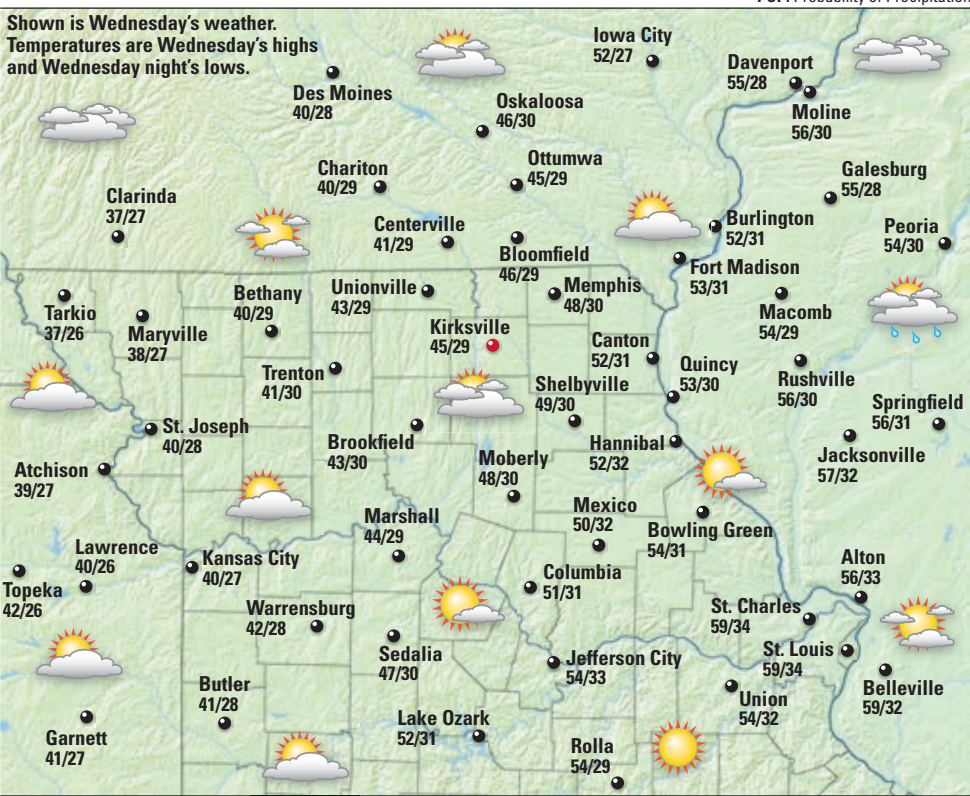 Shown is Wednesday's weather.
Temperatures are Wednesday's highs
and Wednesday night's lows.
Iowa City
52/27
Davenport
55/28
Moline
56/30
Des Moines
40/28
Oskaloosa
46/30
Ottumwa
45/29
Chariton
40/29
Galesburg
55/28
Clarinda
37/27
Centerville
41/29
Bloomfield
46/29
Burlington
52/31
Peoria
54/30
Fort Madison
53/31
Tarkio
37/26
Maryville
38/27
Bethany
40/29
Unionville
43/29
Memphis
48/30
Macomb
54/29
Kirksville
45/29
Canton
52/31
Quincy
53/30
Trenton
41/30
Shelbyville
49/30
Rushville
56/30
Springfield
56/31
St. Joseph
40/28
Brookfield
43/30
Hannibal
52/32
Jacksonville
57/32
Atchison
39/27
Moberly
48/30
Mexico
50/32
Bowling Green
54/31
Marshall
44/29
Lawrence
40/26
Kansas City
40/27
Topeka
42/26
Columbia
51/31
Alton
56/33
Warrensburg
42/28
St. Charles
59/34
Sedalia
47/30
Jefferson City
54/33
St. Louis
59/34
Belleville
59/32
Butler
41/28
Union
54/32
Garnett
41/27
Lake Ozark
52/31
Rolla
54/29